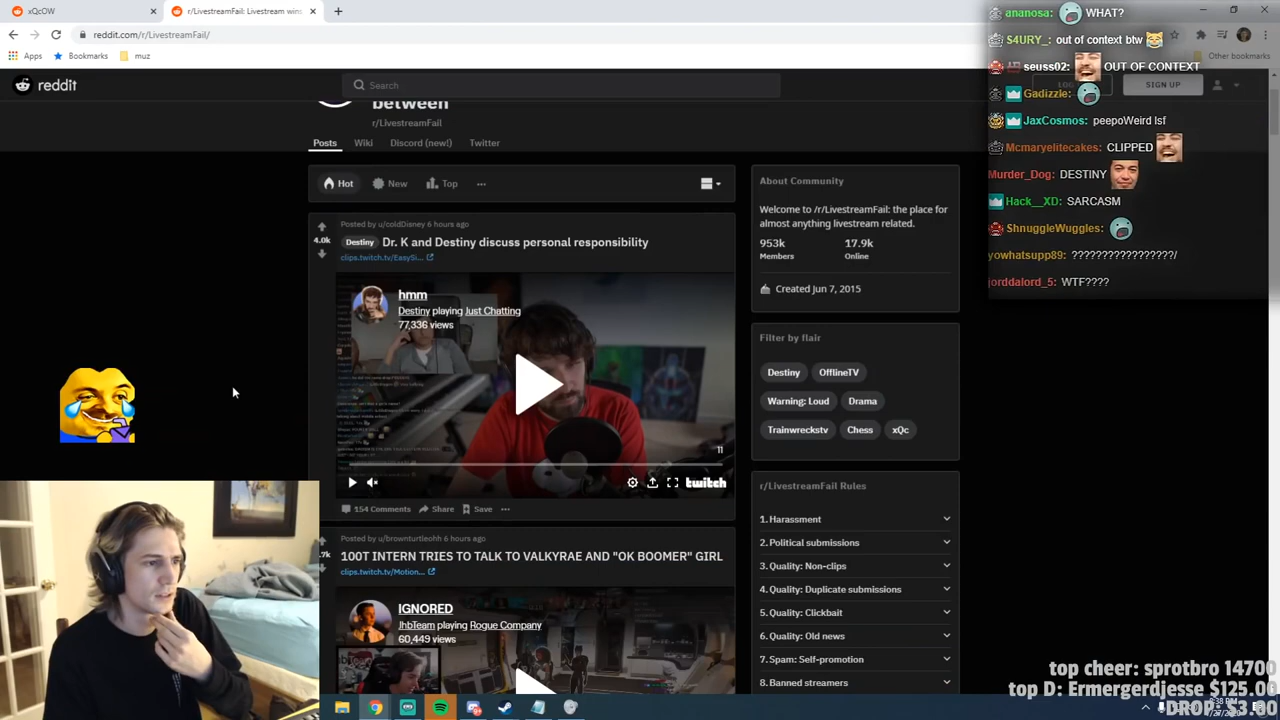 xQcOW
r/LivestreamFail: Livestream win
reddit.com/r/LivestreamFail/
Apps
Bookmarks
muz
Other bookmarks
reddit
Search
SIGN UP
between
r/LivestreamFail
Posts
Wiki
Discord (new!)
Twitter
Hot
New
Top
Posted by u/coldDisney 6 hours ago
4.0k
Destiny
Dr. K and Destiny discuss personal responsibility
clips.twitch.tv/EasySi...
hmm
Destiny playing Just Chatting
77,336 views
twitch
154 Comments
Share
Save
Posted by u/brownturtleohh 6 hours ago
100T INTERN TRIES TO TALK TO VALKYRAE AND "OK BOOMER" GIRL
clips.twitch.tv/Motion...
IGNORED
JhbTeam playing Rogue Company
60,449 views
About Community
Welcome to /r/LivestreamFail: the place for
almost anything livestream related.
953k
Members
17.9k
Online
Created Jun 7, 2015
Filter by flair
Destiny
OfflineTV
Warning: Loud
Drama
Trainwreckstv
Chess
xQc
r/LivestreamFail Rules
1. Harassment
2. Political submissions
3. Quality: Non-clips
4. Quality: Duplicate submissions
5. Quality: Clickbait
6. Quality: Old news
7. Spam: Self-promotion
8. Banned streamers
ananosa: WHAT?
S4URY_: out of context btw
seuss02: OUT OF CONTEXT
Gadizzle:
JaxCosmos: peepoWeird lsf
Mcmaryelitecakes: CLIPPED
Murder_Dog: DESTINY
Hack__XD: SARCASM
ShnuggleWuggles:
yowhatsupp89: ?????????????????/
jorddalord_5: WTF????
top cheer: sprotbro 14700
top D: Ermergerdjesse $125.00
DROP: $3.00